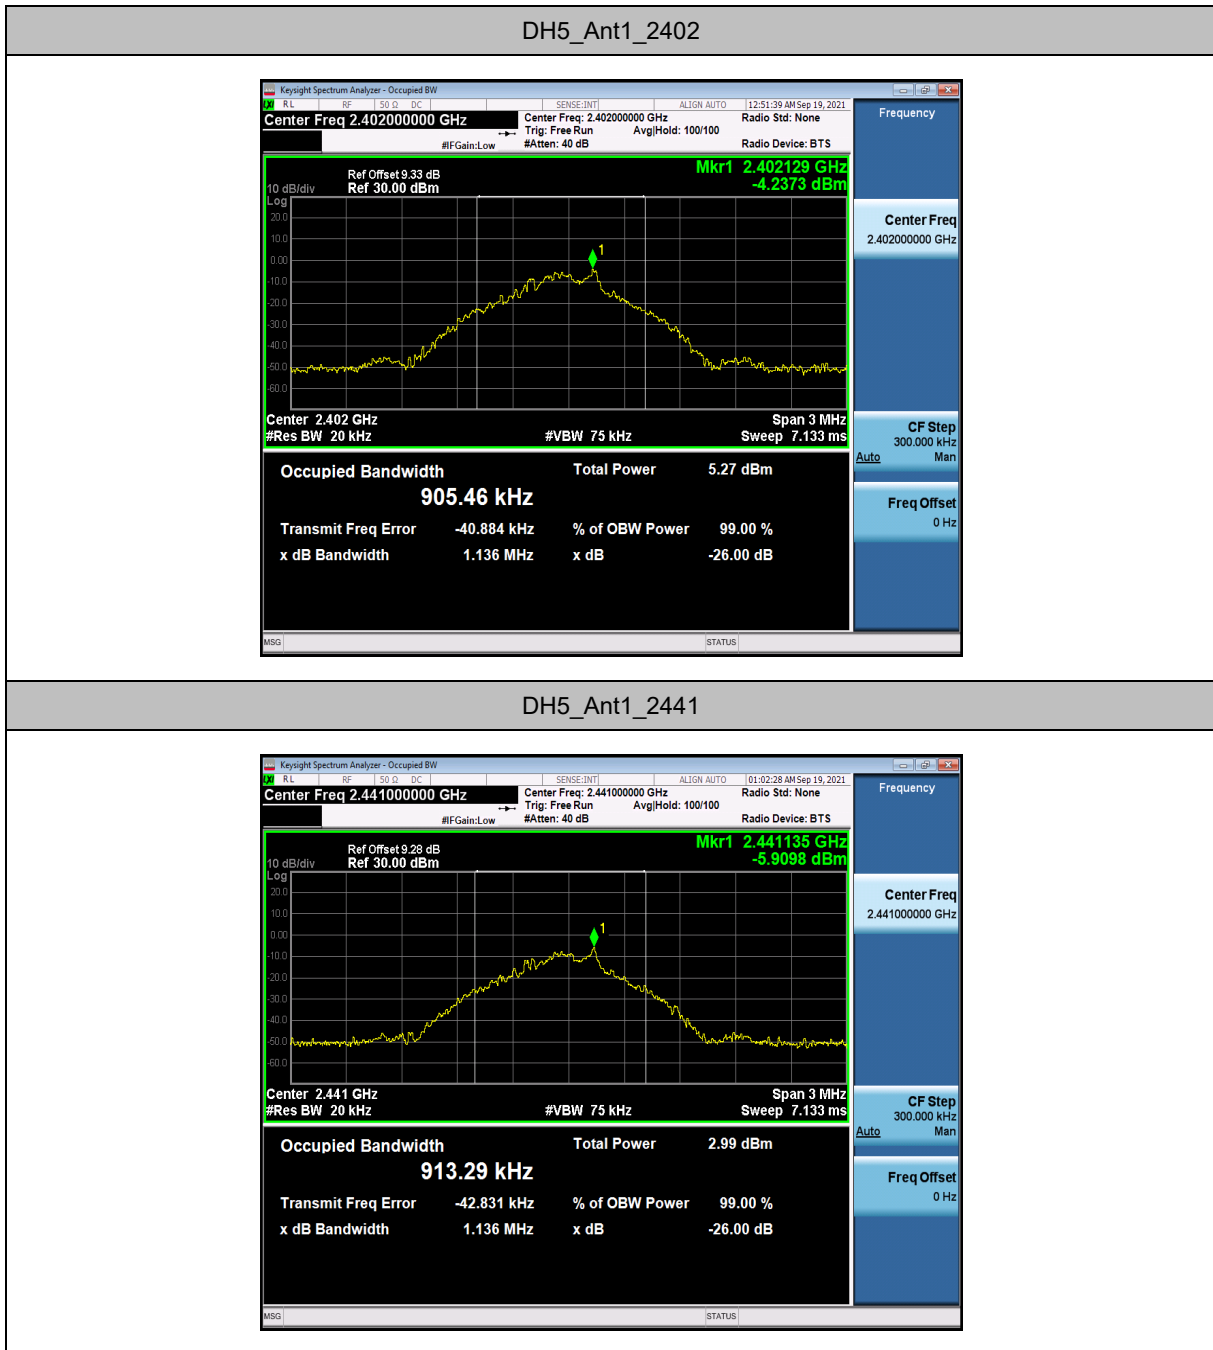 DH5_Ant1_2402
Keysight Spectrum Analyzer - Occupied BW
LXI RL RF 50 Ω DC SENSE:INT ALIGN AUTO 12:51:39 AM Sep 19, 2021
Center Freq 2.402000000 GHz
Center Freq: 2.402000000 GHz
Radio Std: None
Trig: Free Run Avg|Hold: 100/100
#IFGain:Low #Atten: 40 dB Radio Device: BTS
Frequency
Mkr1 2.402129 GHz
-4.2373 dBm
Ref Offset 9.33 dB
10 dB/div Ref 30.00 dBm
Log
20.0
10.0
0.00
-10.0
-20.0
-30.0
-40.0
-50.0
-60.0
1
Center Freq
2.402000000 GHz
Center 2.402 GHz Span 3 MHz
#Res BW 20 kHz #VBW 75 kHz Sweep 7.133 ms
CF Step
300.000 kHz
Auto Man
Occupied Bandwidth Total Power 5.27 dBm
905.46 kHz
Transmit Freq Error -40.884 kHz % of OBW Power 99.00 %
x dB Bandwidth 1.136 MHz x dB -26.00 dB
Freq Offset
0 Hz
MSG STATUS
DH5_Ant1_2441
Keysight Spectrum Analyzer - Occupied BW
LXI RL RF 50 Ω DC SENSE:INT ALIGN AUTO 01:02:28 AM Sep 19, 2021
Center Freq 2.441000000 GHz
Center Freq: 2.441000000 GHz
Radio Std: None
Trig: Free Run Avg|Hold: 100/100
#IFGain:Low #Atten: 40 dB Radio Device: BTS
Frequency
Mkr1 2.441135 GHz
-5.9098 dBm
Ref Offset 9.28 dB
10 dB/div Ref 30.00 dBm
Log
20.0
10.0
0.00
-10.0
-20.0
-30.0
-40.0
-50.0
-60.0
1
Center Freq
2.441000000 GHz
Center 2.441 GHz Span 3 MHz
#Res BW 20 kHz #VBW 75 kHz Sweep 7.133 ms
CF Step
300.000 kHz
Auto Man
Occupied Bandwidth Total Power 2.99 dBm
913.29 kHz
Transmit Freq Error -42.831 kHz % of OBW Power 99.00 %
x dB Bandwidth 1.136 MHz x dB -26.00 dB
Freq Offset
0 Hz
MSG STATUS